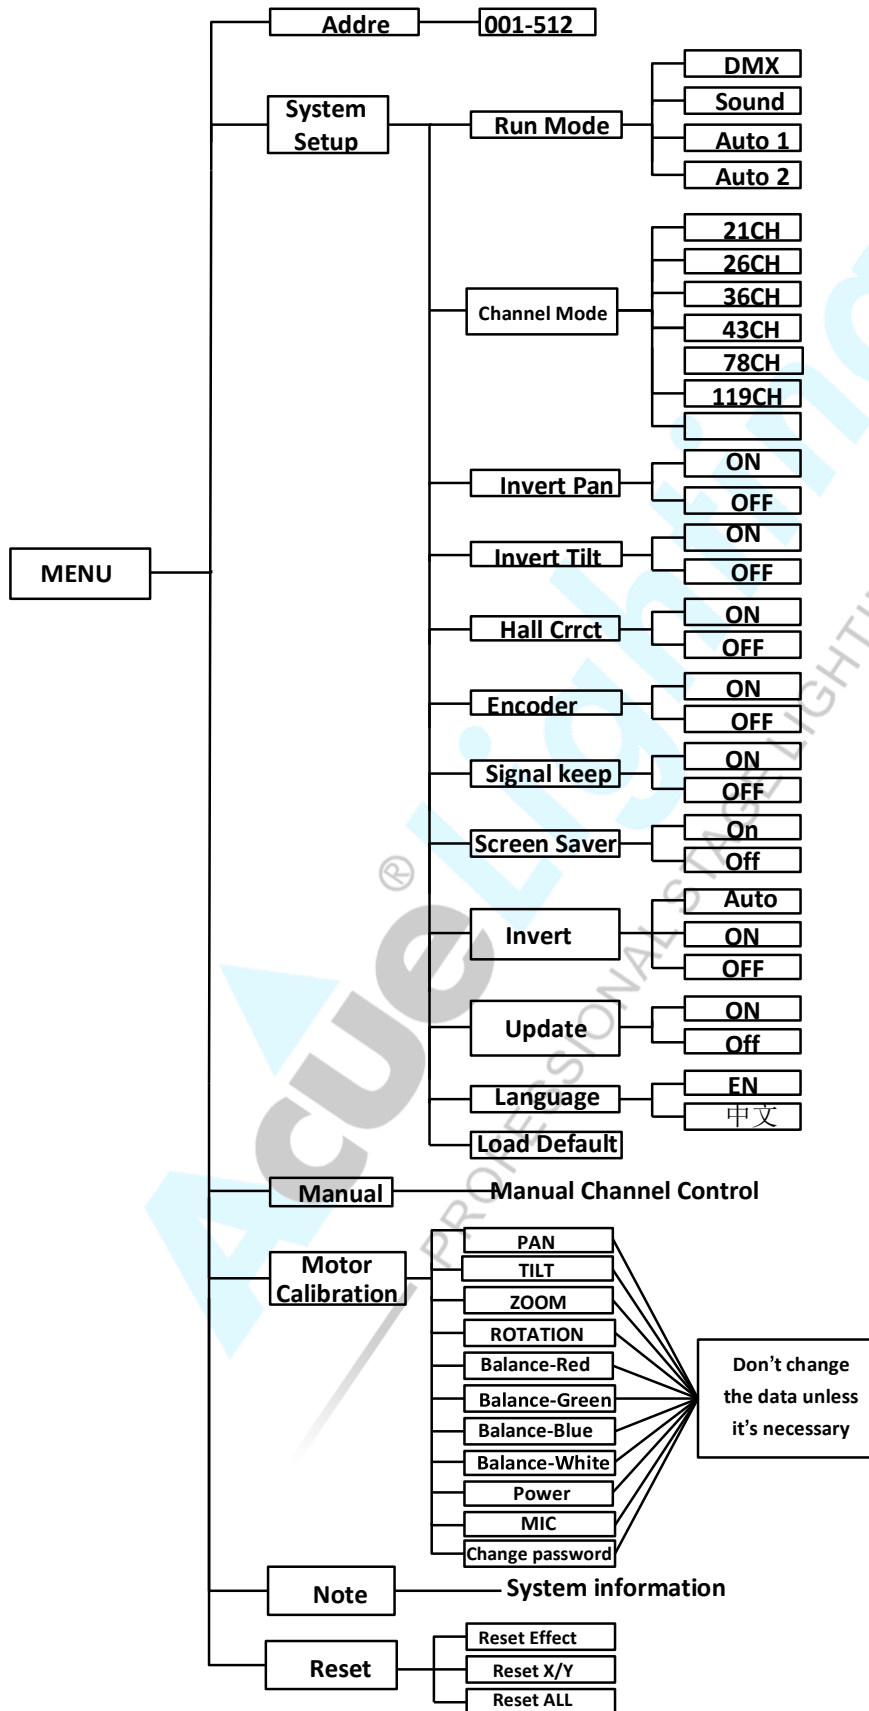 Addre
001-512
System
Setup
Run Mode
DMX
Sound
Auto 1
Auto 2
Channel Mode
21CH
26CH
36CH
43CH
78CH
119CH
Invert Pan
ON
OFF
Invert Tilt
ON
OFF
MENU
Hall Crrct
ON
OFF
Encoder
ON
OFF
Signal keep
ON
OFF
Screen Saver
On
Off
Invert
Auto
ON
OFF
Update
ON
Off
Language
EN
中文
Load Default
Manual
Manual Channel Control
Motor
Calibration
PAN
TILT
ZOOM
ROTATION
Balance-Red
Balance-Green
Balance-Blue
Balance-White
Power
MIC
Change password
Don't change
the data unless
it's necessary
Note
System information
Reset
Reset Effect
Reset X/Y
Reset ALL
Acue Lighting
®
PROFESSIONAL STAGE